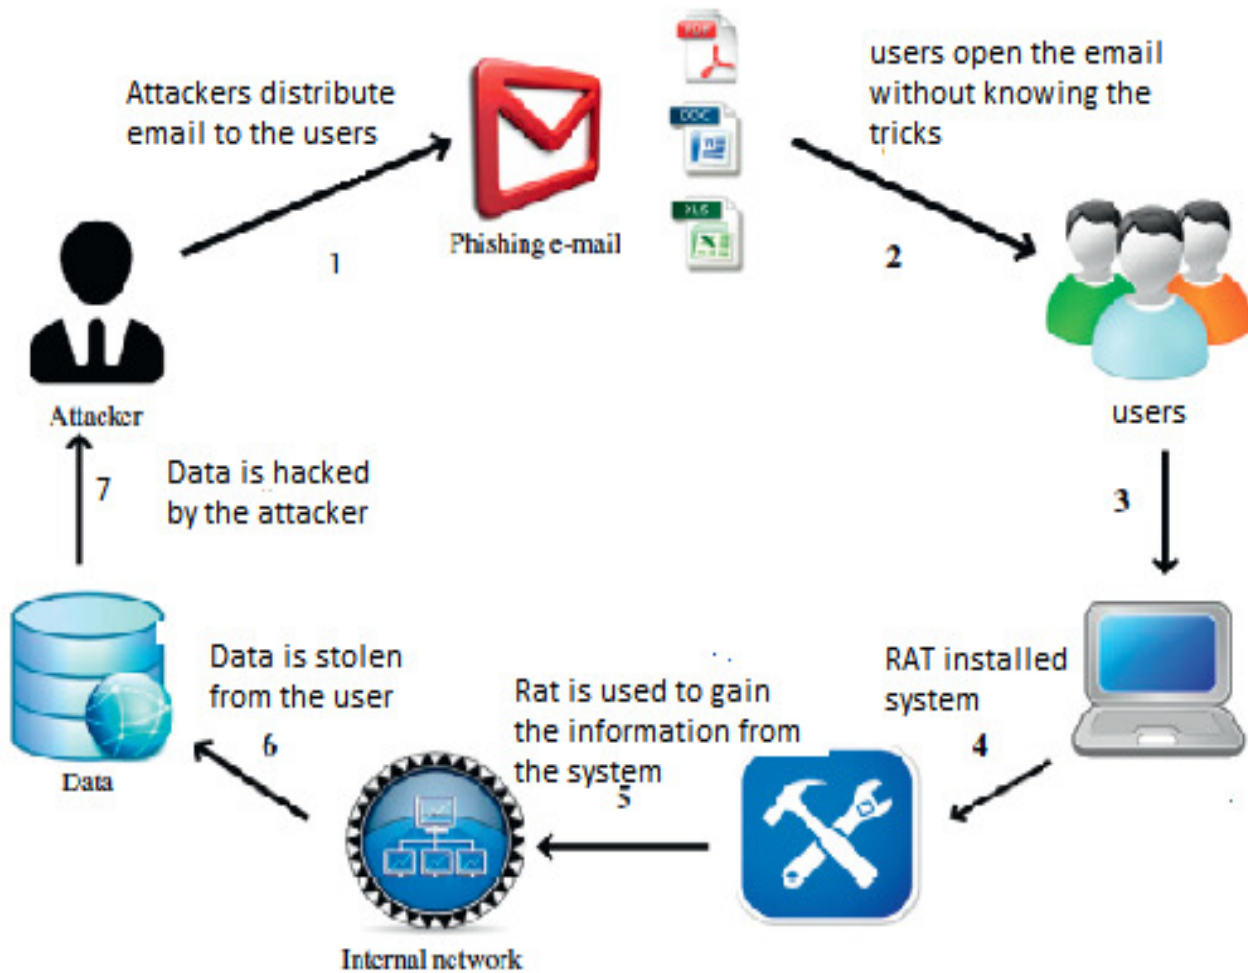 Attackers distribute
email to the users
1
Phishing e-mail
PDF
DOC
XLS
users open the email
without knowing the
tricks
2
users
3
Attacker
7
Data is hacked
by the attacker
Data is stolen
from the user
6
Data
Rat is used to gain
the information from
the system
5
RAT installed
system
4
Internal network